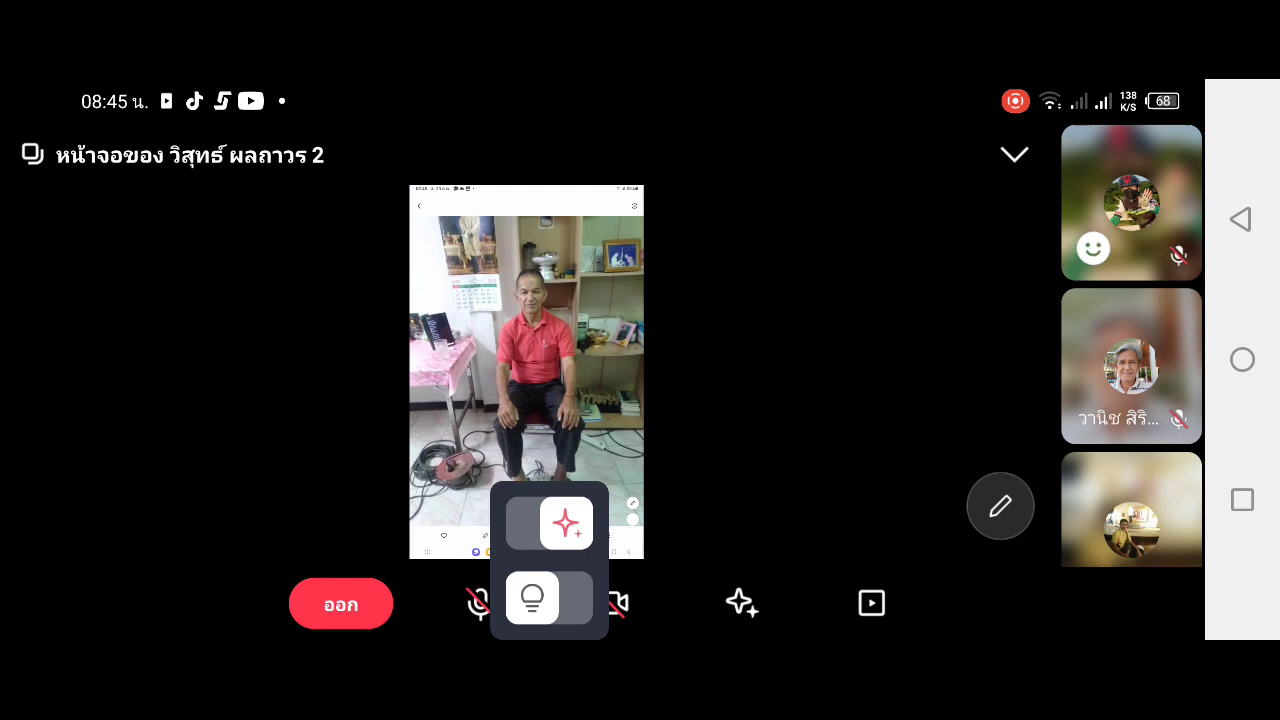 08:45 น.
138
K/S
68
หน้าจอของ วิสุทธ์ ผลถาวร 2
วานิช สิริ...
ออก